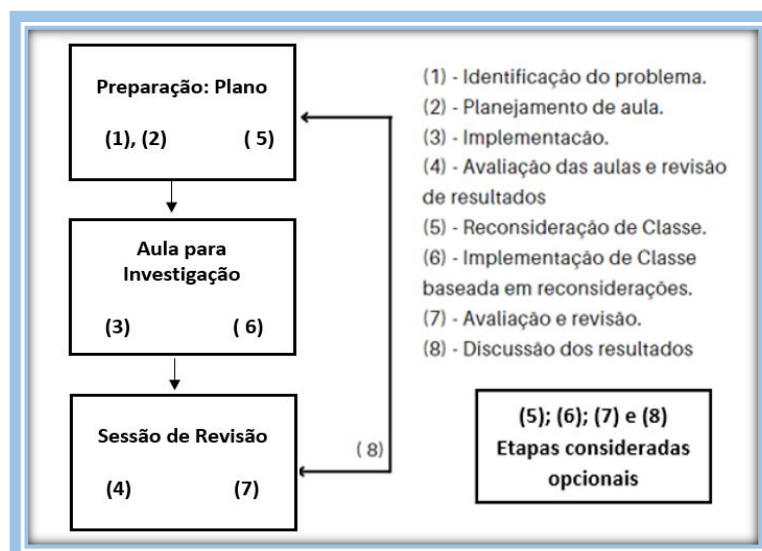 Preparação: Plano
(1), (2) ( 5)
Aula para
Investigação
(3) ( 6)
Sessão de Revisão
(4) (7)
( 8)
(1) - Identificação do problema.
(2) - Planejamento de aula.
(3) - Implementacão.
(4) - Avaliação das aulas e revisão
de resultados
(5) - Reconsideração de Classe.
(6) - Implementação de Classe
baseada em reconsiderações.
(7) - Avaliação e revisão.
(8) - Discussão dos resultados
(5); (6); (7) e (8)
Etapas consideradas
opcionais